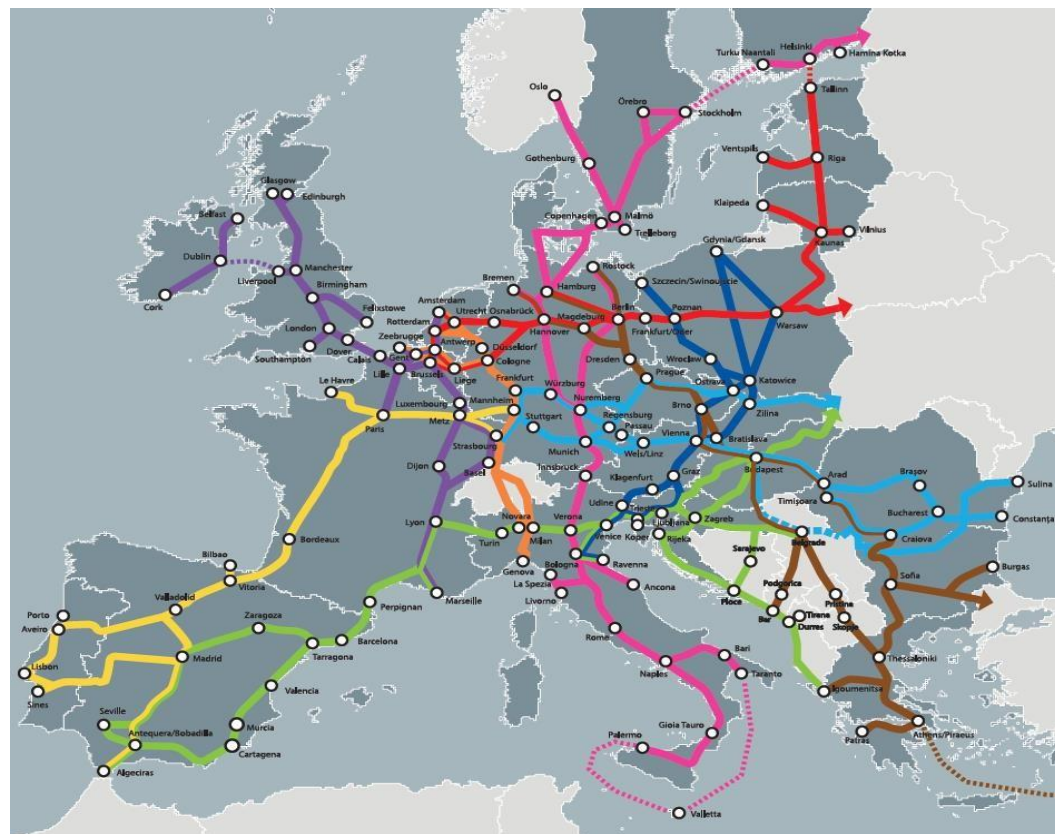 Helsinki
Turku Naantali
Hamina Kotka
Oslo
Örebro
Stockholm
Tallinn
Gothenburg
Ventspils
Riga
Glasgow
Edinburgh
Klaipeda
Belfast
Copenhagen
Malmö
Trelleborg
Kaunas
Vilnius
Gdynia/Gdansk
Dublin
Liverpool
Manchester
Rostock
Szczecin/Swinoujscie
Cork
Birmingham
Bremen
Hamburg
Felixstowe
Amsterdam
Utrecht
Osnabrück
Magdeburg
Berlin
Poznan
Warsaw
London
Rotterdam
Hannover
Frankfurt/Oder
Southampton
Dover
Zeebrugge
Calais
Gent
Antwerp
Düsseldorf
Cologne
Dresden
Wroclaw
Lille
Brussels
Liege
Prague
Ostrava
Katowice
Le Havre
Frankfurt
Würzburg
Luxembourg
Mannheim
Nuremberg
Brno
Zilina
Paris
Metz
Stuttgart
Regensburg
Passau
Strasbourg
Munich
Wels/Linz
Vienna
Bratislava
Dijon
Basel
Innsbruck
Klagenfurt
Graz
Budapest
Arad
Braşov
Sulina
Udine
Trieste
Timişoara
Lyon
Novara
Verona
Venice
Koper
Ljubljana
Zagreb
Bucharest
Constanţa
Turin
Milan
Rijeka
Belgrade
Craiova
Bordeaux
Genova
Bologna
Ravenna
Sarajevo
Bilbao
La Spezia
Ancona
Sofia
Burgas
Vitoria
Livorno
Podgorica
Ploce
Pristina
Valladolid
Marseille
Perpignan
Porto
Aveiro
Zaragoza
Bar
Tirana
Durres
Skopje
Rome
Barcelona
Madrid
Tarragona
Bari
Thessaloniki
Lisbon
Naples
Taranto
Sines
Valencia
Igoumenitsa
Seville
Murcia
Gioia Tauro
Antequera/Bobadilla
Palermo
Patras
Athens/Piraeus
Cartagena
Algeciras
Valletta